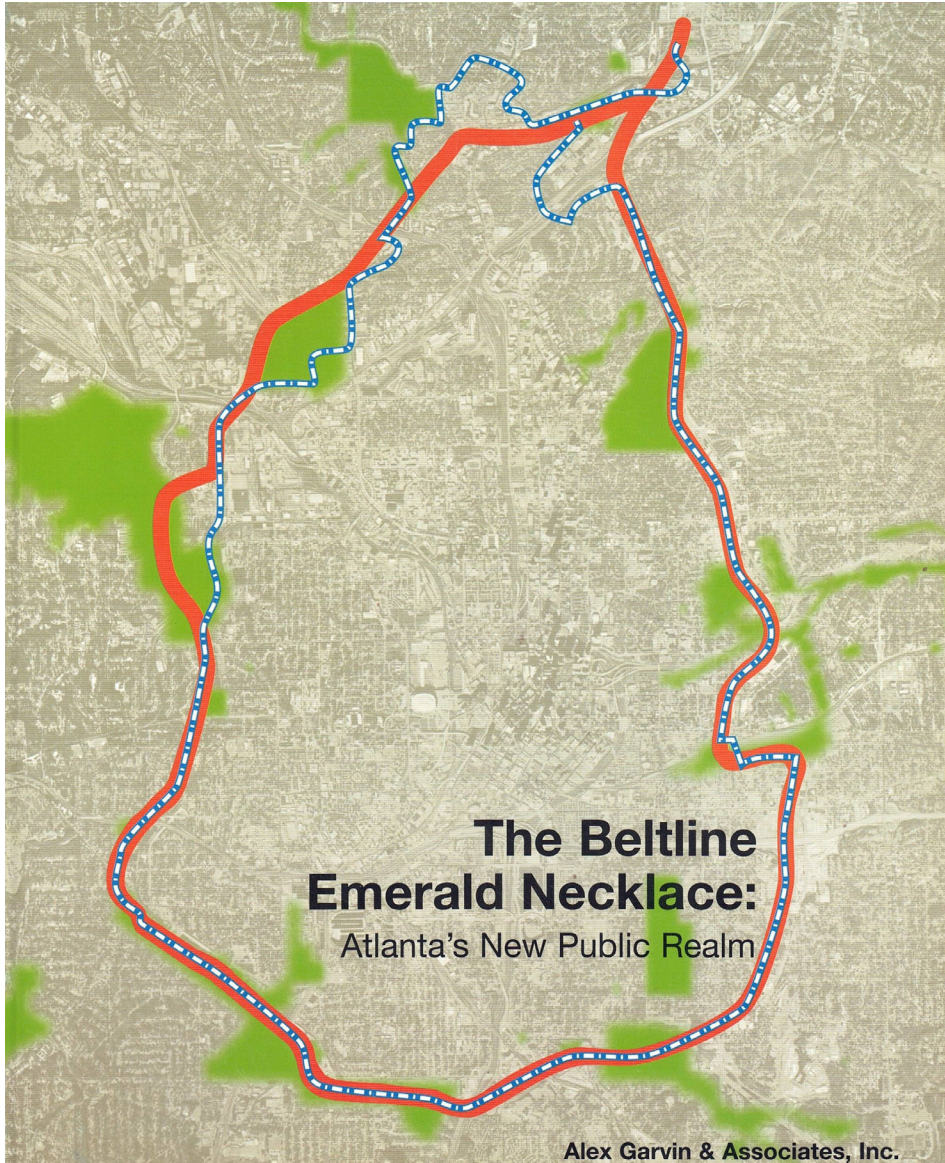 The Beltline
Emerald Necklace:
Atlanta's New Public Realm
Alex Garvin & Associates, Inc.